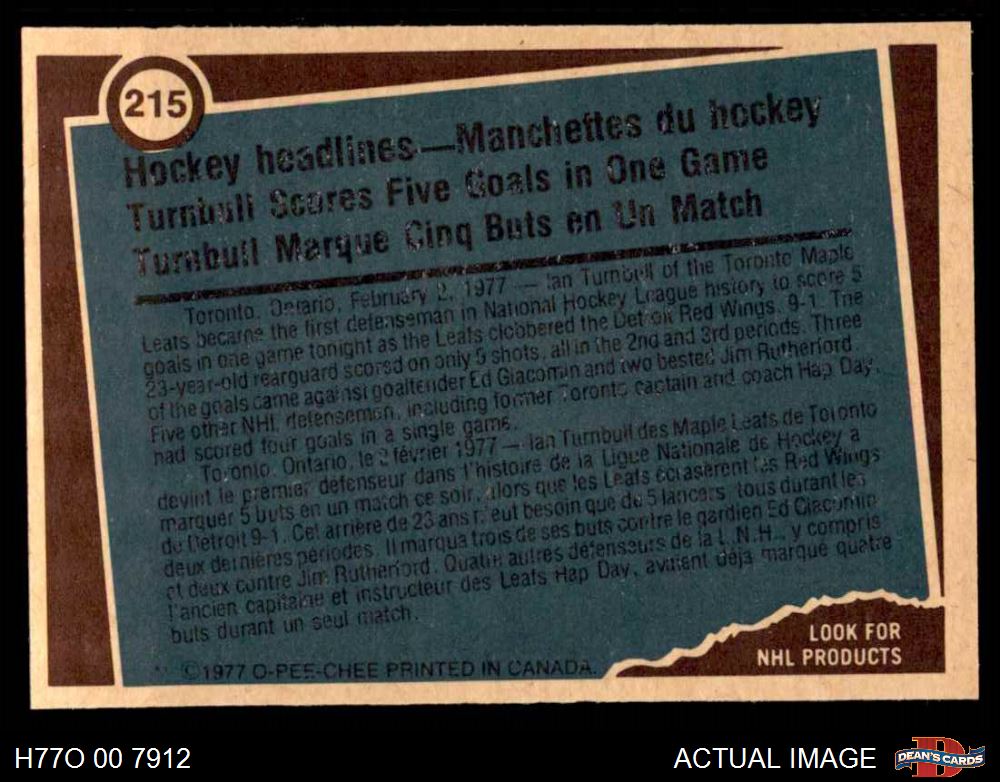 215
Hockey headlines—Manchettes du hockey
Turnbull Scores Five Goals in One Game
Turnbull Marque Cinq Buts en Un Match
Toronto, Ontario, February 2, 1977 — Ian Turnbull of the Toronto Maple
Leafs became the first defenseman in National Hockey League history to score 5
goals in one game tonight as the Leafs clobbered the Detroit Red Wings, 9-1. The
23-year-old rearguard scored on only 5 shots, all in the 2nd and 3rd periods. Three
of the goals came against goaltender Ed Giacomin and two bested Jim Rutherford.
Five other NHL defensemen, including former Toronto captain and coach Hap Day,
had scored four goals in a single game.
Toronto, Ontario, le 2 février 1977 — Ian Turnbull des Maple Leafs de Toronto
devint le premier défenseur dans l'histoire de la Ligue Nationale de Hockey à
marquer 5 buts en un match ce soir, alors que les Leafs écrasèrent les Red Wings
de Detroit 9-1. Cet arrière de 23 ans n'eut besoin que de 5 lancers, tous durant les
deux dernières périodes. Il marqua trois de ses buts contre le gardien Ed Giacomin
et deux contre Jim Rutherford. Quatre autres défenseurs de la L.N.H., y compris
l'ancien capitaine et instructeur des Leafs Hap Day, avaient déjà marqué quatre
buts durant un seul match.
©1977 O-PEE-CHEE PRINTED IN CANADA.
LOOK FOR
NHL PRODUCTS
H77O 00 7912
ACTUAL IMAGE
DEAN'S CARDS